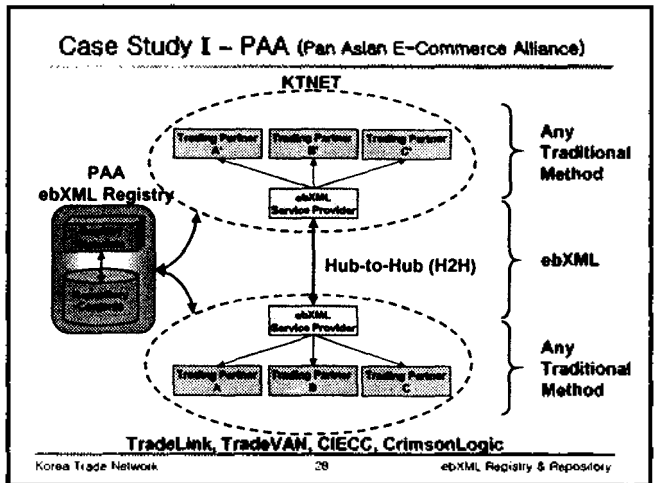 Case Study I – PAA (Pan Asian E-Commerce Alliance)
KTNET
Trading Partner
A'
Trading Partner
B'
Trading Partner
C'
Any
Traditional
Method
PAA
ebXML Registry
ebXML
Service Provider
Hub-to-Hub (H2H)
ebXML
ebXML
Service Provider
Trading Partner
A
Trading Partner
B
Trading Partner
C
Any
Traditional
Method
TradeLink, TradeVAN, CIECC, CrimsonLogic
Korea Trade Network
28
ebXML Registry & Repository